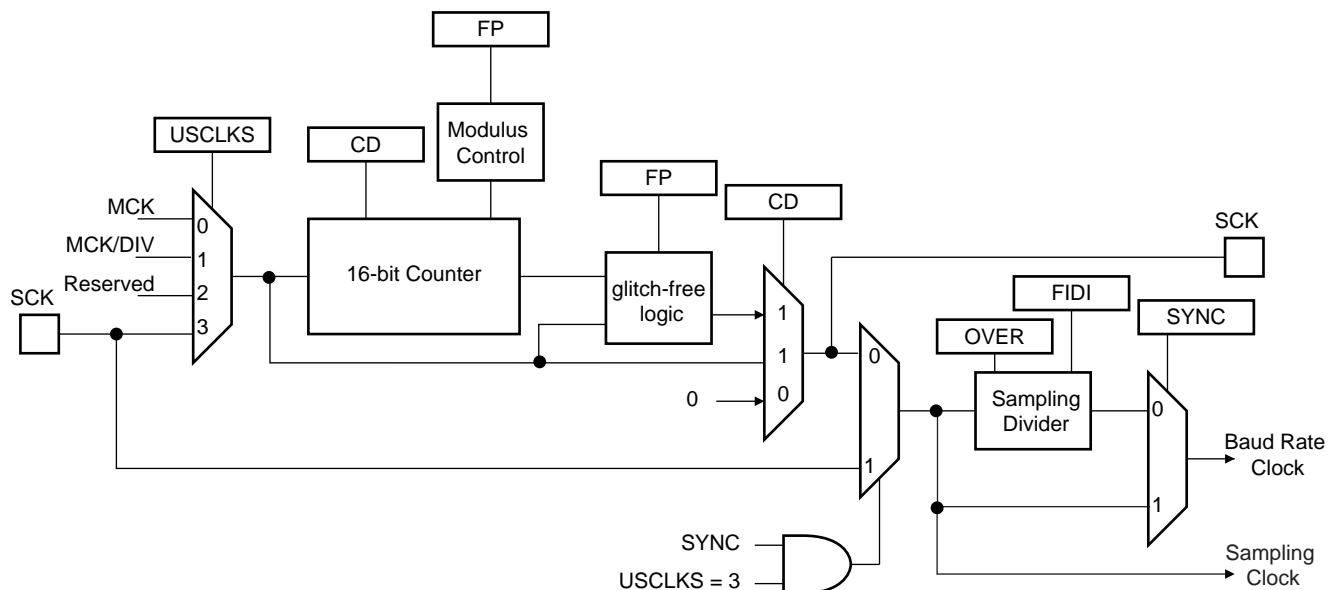 FP
USCLKS
CD
Modulus
Control
FP
CD
MCK
0
MCK/DIV
1
Reserved
2
SCK
3
16-bit Counter
glitch-free
logic
1
1
0
0
SCK
0
1
FIDI
OVER
SYNC
Sampling
Divider
0
1
Baud Rate
Clock
SYNC
USCLKS = 3
Sampling
Clock